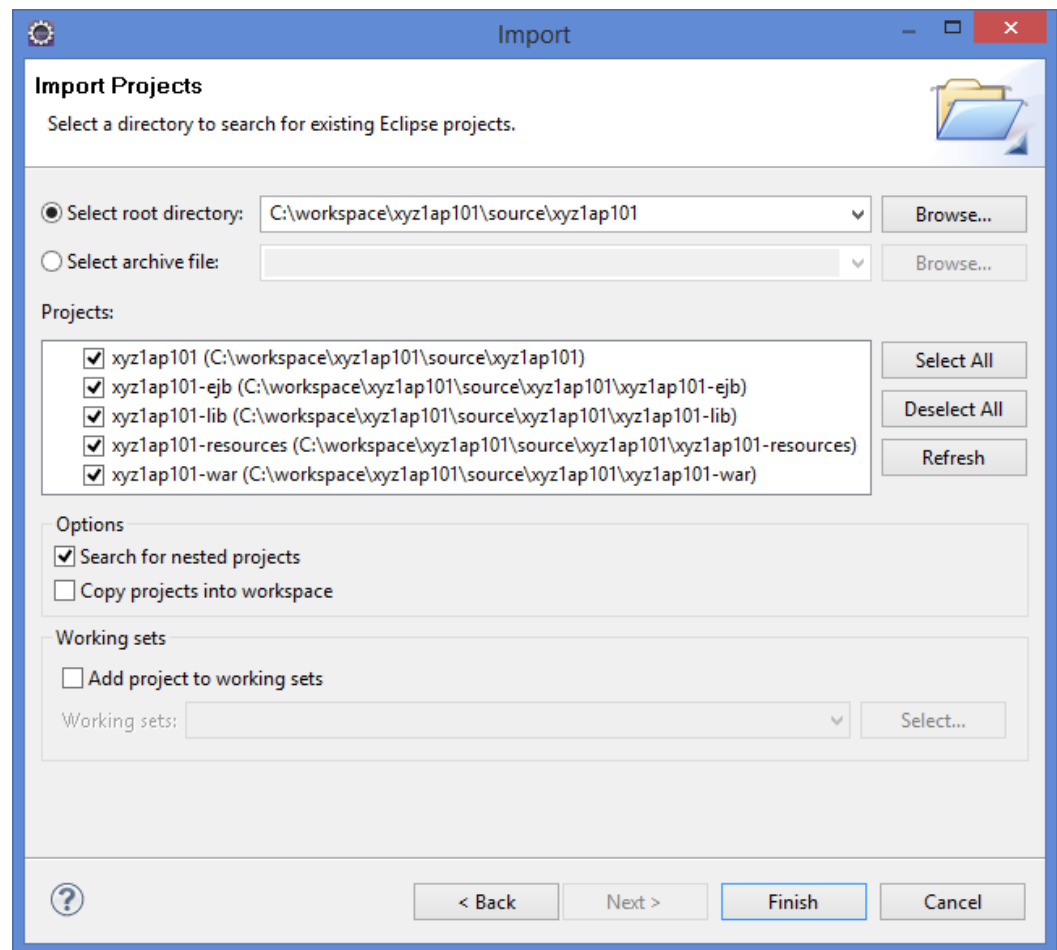 Import
Import Projects
Select a directory to search for existing Eclipse projects.
Select root directory: C:\workspace\xyz1ap101\source\xyz1ap101 Browse...
Select archive file: Browse...
Projects:
xyz1ap101 (C:\workspace\xyz1ap101\source\xyz1ap101)
xyz1ap101-ejb (C:\workspace\xyz1ap101\source\xyz1ap101\xyz1ap101-ejb)
xyz1ap101-lib (C:\workspace\xyz1ap101\source\xyz1ap101\xyz1ap101-lib)
xyz1ap101-resources (C:\workspace\xyz1ap101\source\xyz1ap101\xyz1ap101-resources)
xyz1ap101-war (C:\workspace\xyz1ap101\source\xyz1ap101\xyz1ap101-war)
Select All
Deselect All
Refresh
Options
Search for nested projects
Copy projects into workspace
Working sets
Add project to working sets
Working sets: Select...
? < Back Next > Finish Cancel